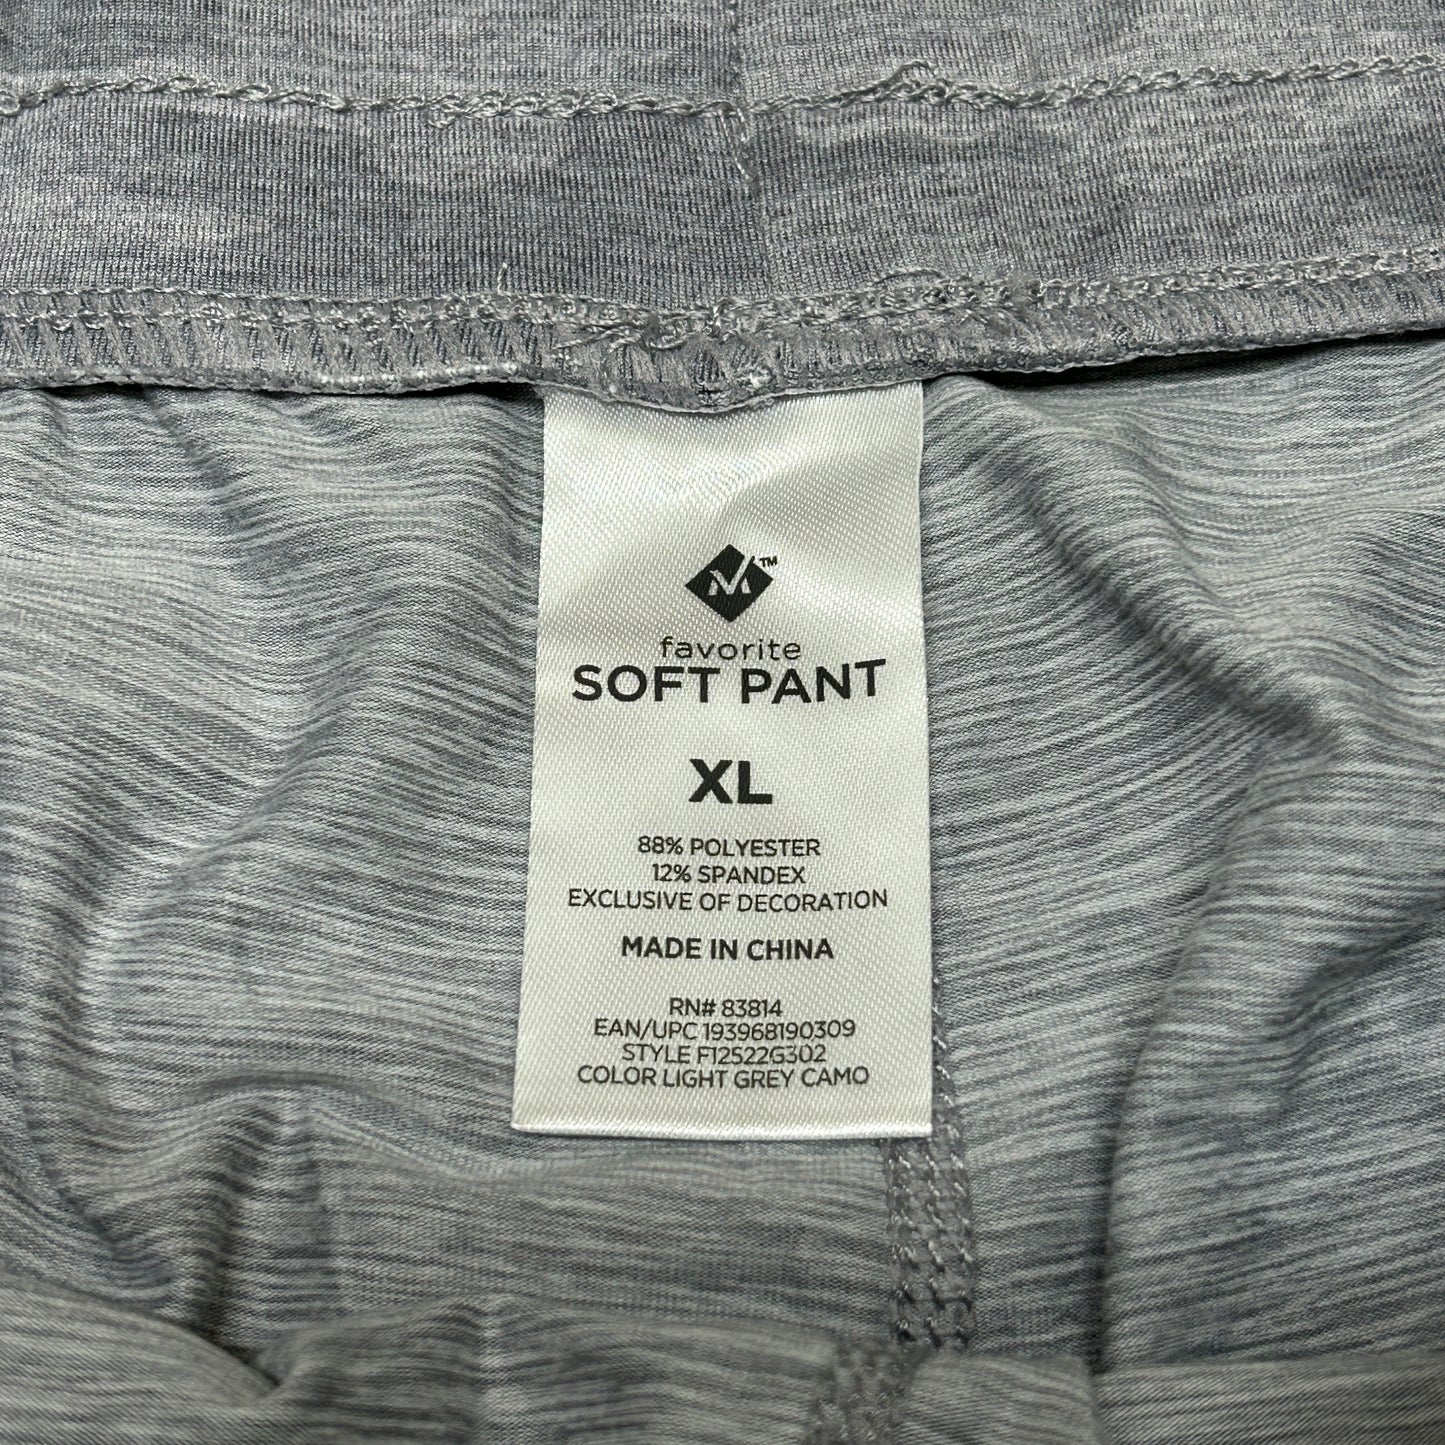 M™
favorite
SOFT PANT
XL
88% POLYESTER
12% SPANDEX
EXCLUSIVE OF DECORATION
MADE IN CHINA
RN# 83814
EAN/UPC 193968190309
STYLE F12522G302
COLOR LIGHT GREY CAMO